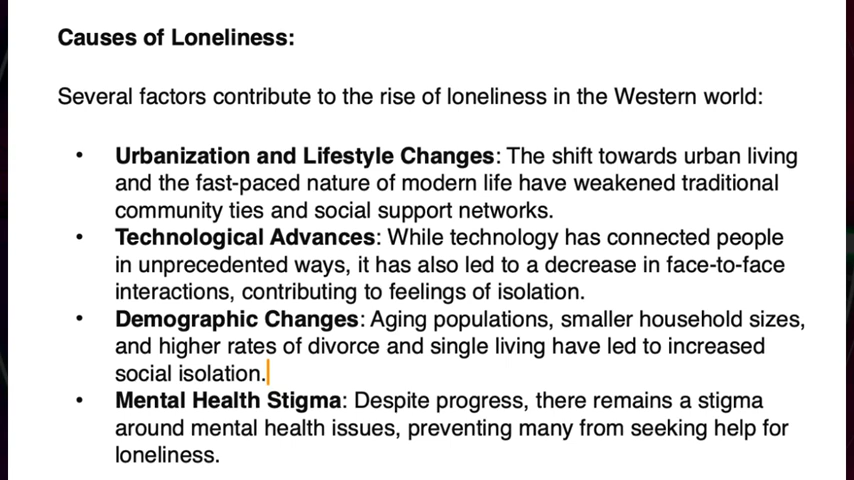 Causes of Loneliness:
Several factors contribute to the rise of loneliness in the Western world:
• Urbanization and Lifestyle Changes: The shift towards urban living
and the fast-paced nature of modern life have weakened traditional
community ties and social support networks.
• Technological Advances: While technology has connected people
in unprecedented ways, it has also led to a decrease in face-to-face
interactions, contributing to feelings of isolation.
• Demographic Changes: Aging populations, smaller household sizes,
and higher rates of divorce and single living have led to increased
social isolation.
• Mental Health Stigma: Despite progress, there remains a stigma
around mental health issues, preventing many from seeking help for
loneliness.